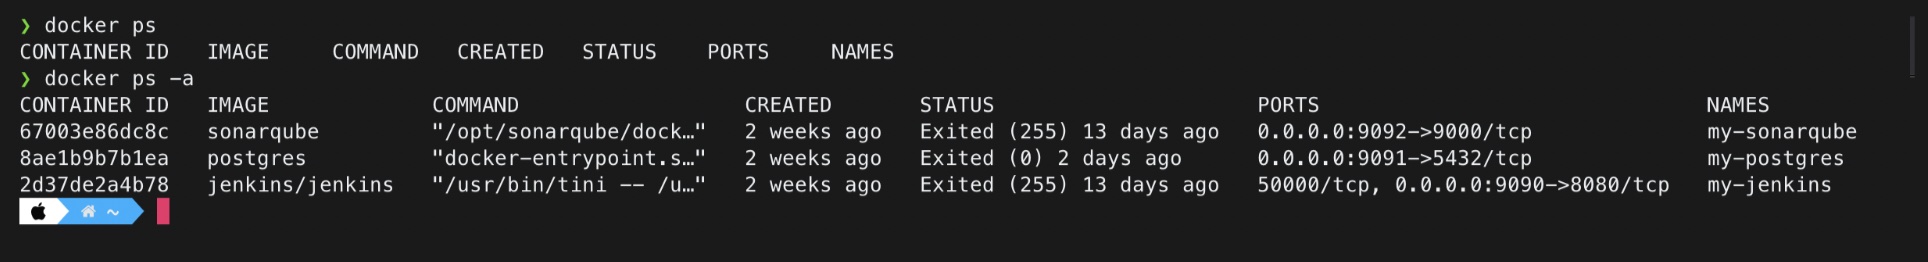 ❯ docker ps
CONTAINER ID   IMAGE     COMMAND   CREATED   STATUS    PORTS     NAMES
❯ docker ps -a
CONTAINER ID   IMAGE             COMMAND                  CREATED       STATUS                     PORTS                               NAMES
67003e86dc8c   sonarqube         "/opt/sonarqube/dock…"   2 weeks ago   Exited (255) 13 days ago   0.0.0.0:9092->9000/tcp              my-sonarqube
8ae1b9b7b1ea   postgres          "docker-entrypoint.s…"   2 weeks ago   Exited (0) 2 days ago      0.0.0.0:9091->5432/tcp              my-postgres
2d37de2a4b78   jenkins/jenkins   "/usr/bin/tini -- /u…"   2 weeks ago   Exited (255) 13 days ago   50000/tcp, 0.0.0.0:9090->8080/tcp   my-jenkins
~